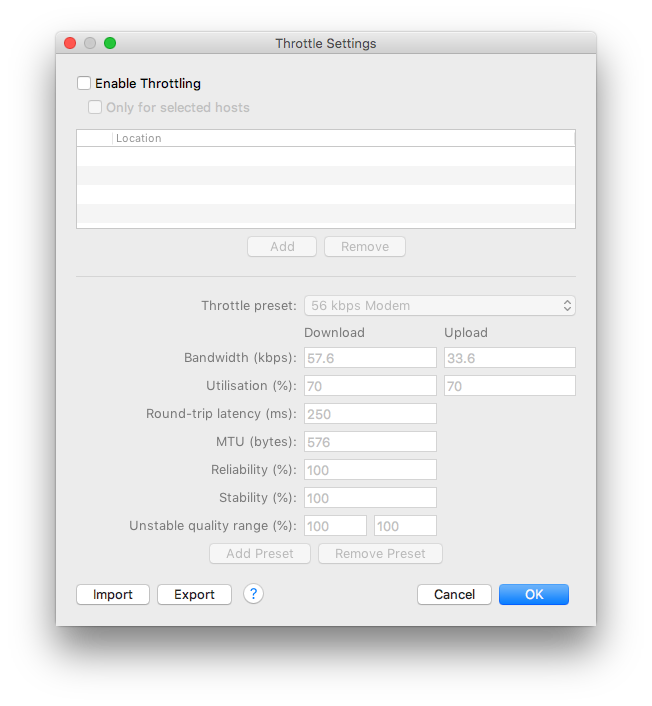 Throttle Settings
Enable Throttling
Only for selected hosts
Location
Add Remove
Throttle preset: 56 kbps Modem
Download Upload
Bandwidth (kbps): 57.6 33.6
Utilisation (%): 70 70
Round-trip latency (ms): 250
MTU (bytes): 576
Reliability (%): 100
Stability (%): 100
Unstable quality range (%): 100 100
Add Preset Remove Preset
Import Export ? Cancel OK